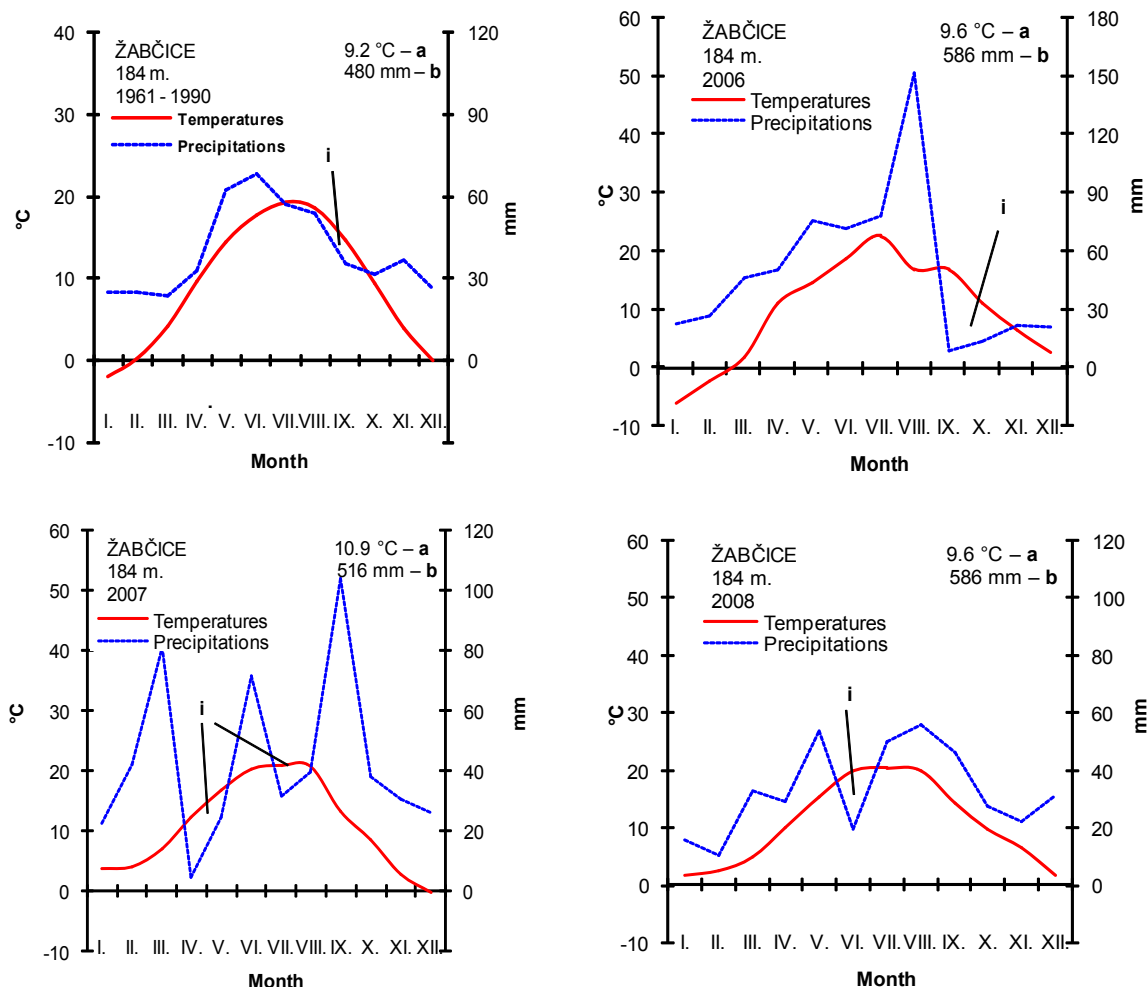 40
30
20
10
0
-10
°C
120
90
60
30
0
mm
ŽABČICE
184 m.
1961 - 1990
9.2 °C – a
480 mm – b
Temperatures
Precipitations
i
I. II. III. IV. V. VI. VII. VIII. IX. X. XI. XII.
Month
60
50
40
30
20
10
0
-10
°C
180
150
120
90
60
30
0
mm
ŽABČICE
184 m.
2006
9.6 °C – a
586 mm – b
Temperatures
Precipitations
i
I. II. III. IV. V. VI. VII. VIII. IX. X. XI. XII.
Month
60
50
40
30
20
10
0
-10
°C
120
100
80
60
40
20
0
mm
ŽABČICE
184 m.
2007
10.9 °C – a
516 mm – b
Temperatures
Precipitations
i
I. II. III. IV. V. VI. VII. VIII. IX. X. XI. XII.
Month
60
50
40
30
20
10
0
-10
°C
120
100
80
60
40
20
0
mm
ŽABČICE
184 m.
2008
9.6 °C – a
586 mm – b
Temperatures
Precipitations
i
I. II. III. IV. V. VI. VII. VIII. IX. X. XI. XII.
Month